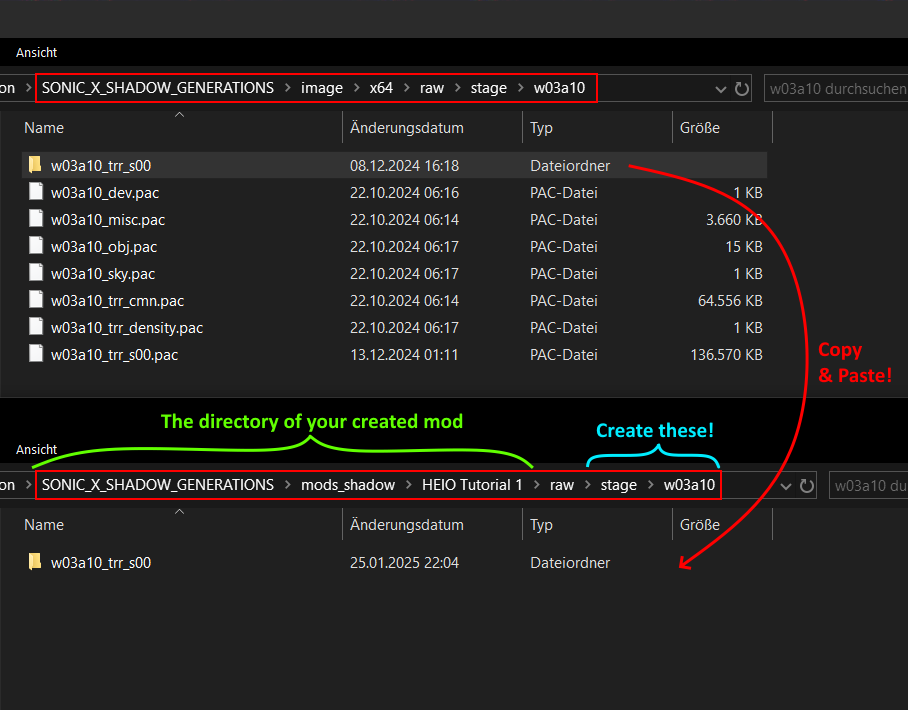 Ansicht
on > SONIC_X_SHADOW_GENERATIONS > image > x64 > raw > stage > w03a10
w03a10 durchsuchen
Name Änderungsdatum Typ Größe
w03a10_trr_s00 08.12.2024 16:18 Dateiordner
w03a10_dev.pac 22.10.2024 06:16 PAC-Datei 1 KB
w03a10_misc.pac 22.10.2024 06:14 PAC-Datei 3.660 KB
w03a10_obj.pac 22.10.2024 06:17 PAC-Datei 15 KB
w03a10_sky.pac 22.10.2024 06:17 PAC-Datei 1 KB
w03a10_trr_cmn.pac 22.10.2024 06:14 PAC-Datei 64.556 KB
w03a10_trr_density.pac 22.10.2024 06:17 PAC-Datei 1 KB
w03a10_trr_s00.pac 13.12.2024 01:11 PAC-Datei 136.570 KB
Copy
& Paste!
The directory of your created mod
Create these!
Ansicht
on > SONIC_X_SHADOW_GENERATIONS > mods_shadow > HEIO Tutorial 1 > raw > stage > w03a10
w03a10 du
Name Änderungsdatum Typ Größe
w03a10_trr_s00 25.01.2025 22:04 Dateiordner